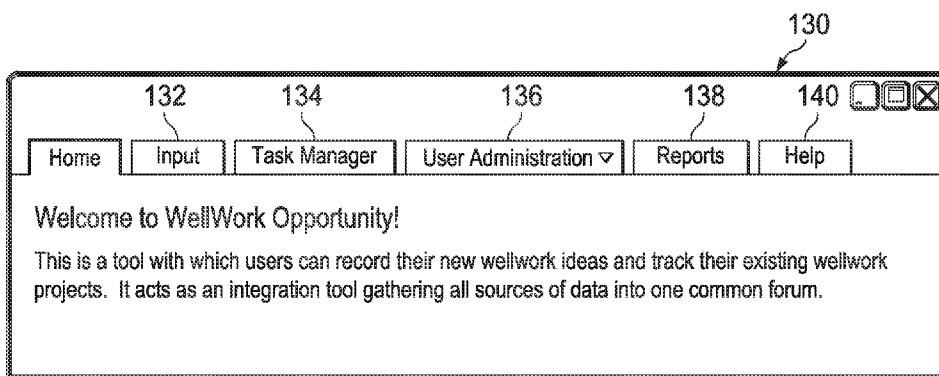 130
132 134 136 138 140
Home Input Task Manager User Administration Reports Help
Welcome to WellWork Opportunity!
This is a tool with which users can record their new wellwork ideas and track their existing wellwork
projects. It acts as an integration tool gathering all sources of data into one common forum.